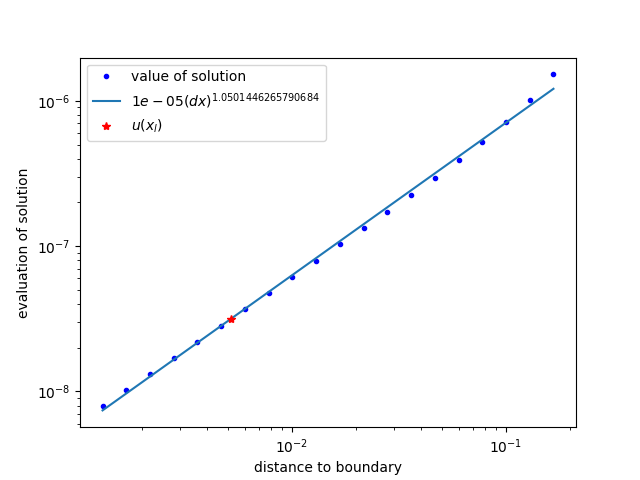 value of solution
1e − 05(dx)^1.0501446265790684
u(x_l)
10^−6
10^−7
10^−8
evaluation of solution
10^−2
10^−1
distance to boundary